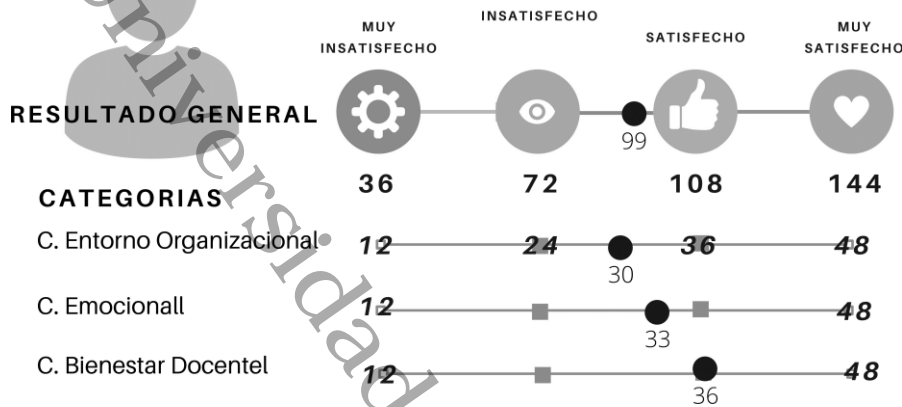 MUY
INSATISFECHO
INSATISFECHO
SATISFECHO
MUY
SATISFECHO
RESULTADO GENERAL
99
36 72 108 144
CATEGORIAS
C. Entorno Organizacional 12 24 36 48
30
C. Emocionall 12 48
33
C. Bienestar Docentel 12 48
36
niversidad